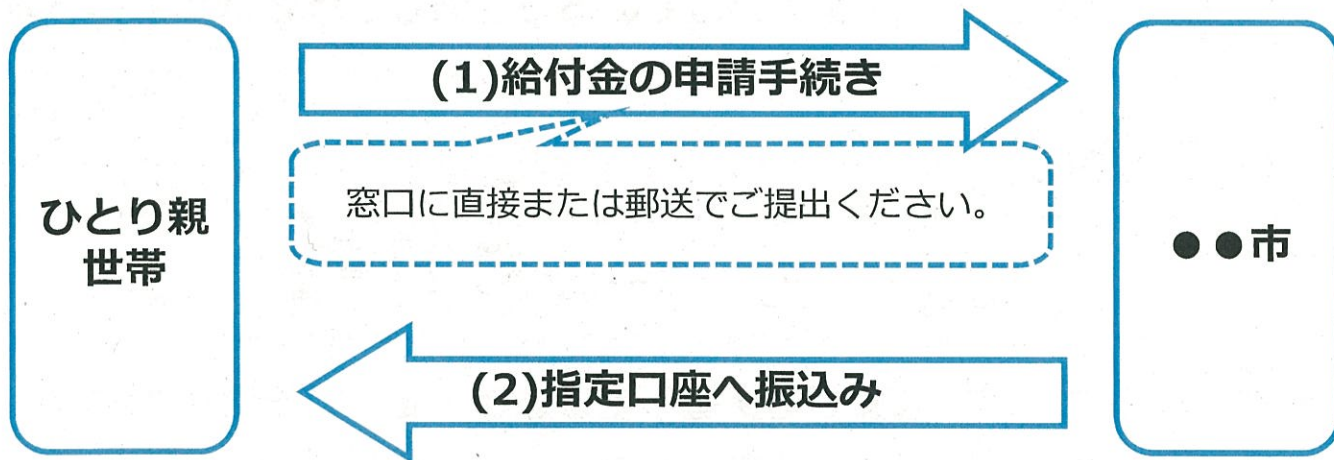 (1)給付金の申請手続き
窓口に直接または郵送でご提出ください。
ひとり親
世帯
●●市
(2)指定口座へ振込み